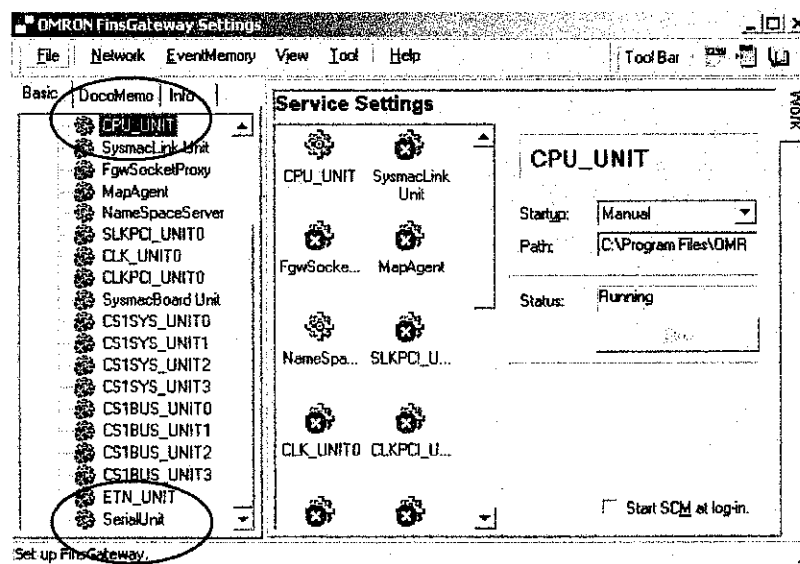 OMRON FinsGateway Settings
File Network EventMemory View Tool Help Tool Bar
Basic DocoMemo Info
CPU_UNIT
SysmacLink Unit
FgwSocketProxy
MapAgent
NameSpaceServer
SLKPCI_UNIT0
CLK_UNIT0
CLKPCI_UNIT0
SysmacBoard Unit
CS1SYS_UNIT0
CS1SYS_UNIT1
CS1SYS_UNIT2
CS1SYS_UNIT3
CS1BUS_UNIT0
CS1BUS_UNIT1
CS1BUS_UNIT2
CS1BUS_UNIT3
ETN_UNIT
SerialUnit
Service Settings
CPU_UNIT SysmacLink
Unit
FgwSocke... MapAgent
NameSpa... SLKPCI_U...
CLK_UNIT0 CLKPCI_U...
CPU_UNIT
Startup: Manual
Path: C:\Program Files\OMR
Status: Running
Stop
Start SCM at log-in.
Work
Set up FinsGateway.